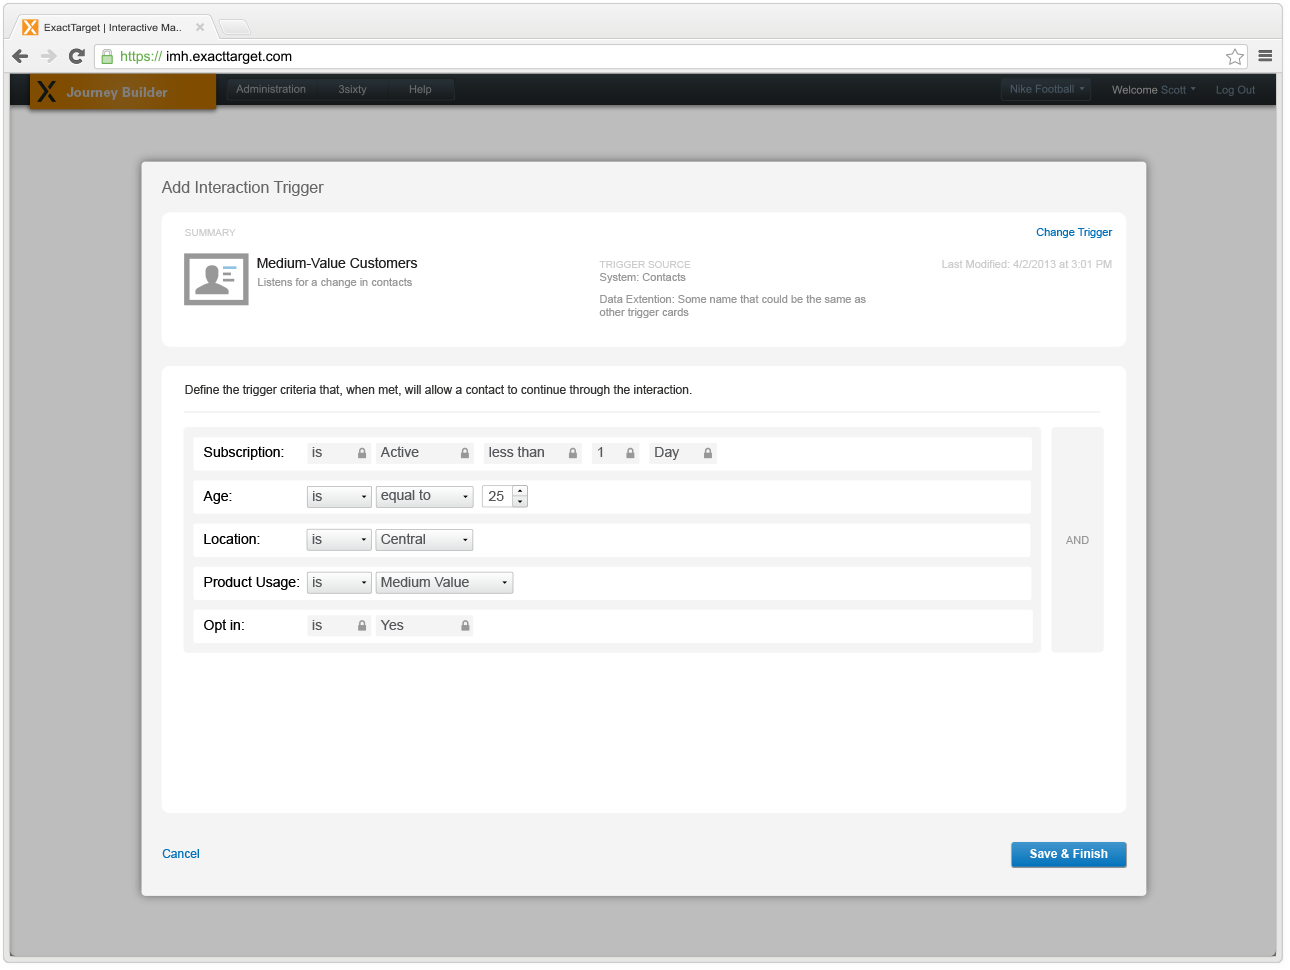 ExactTarget | Interactive Ma..
https:// imh.exacttarget.com
X Journey Builder
Administration 3sixty Help
Nike Football Welcome Scott Log Out
Add Interaction Trigger
SUMMARY
Change Trigger
Medium-Value Customers
Listens for a change in contacts
TRIGGER SOURCE
System: Contacts
Data Extention: Some name that could be the same as
other trigger cards
Last Modified: 4/2/2013 at 3:01 PM
Define the trigger criteria that, when met, will allow a contact to continue through the interaction.
Subscription: is Active less than 1 Day
Age: is equal to 25
Location: is Central
Product Usage: is Medium Value
Opt in: is Yes
AND
Cancel
Save & Finish